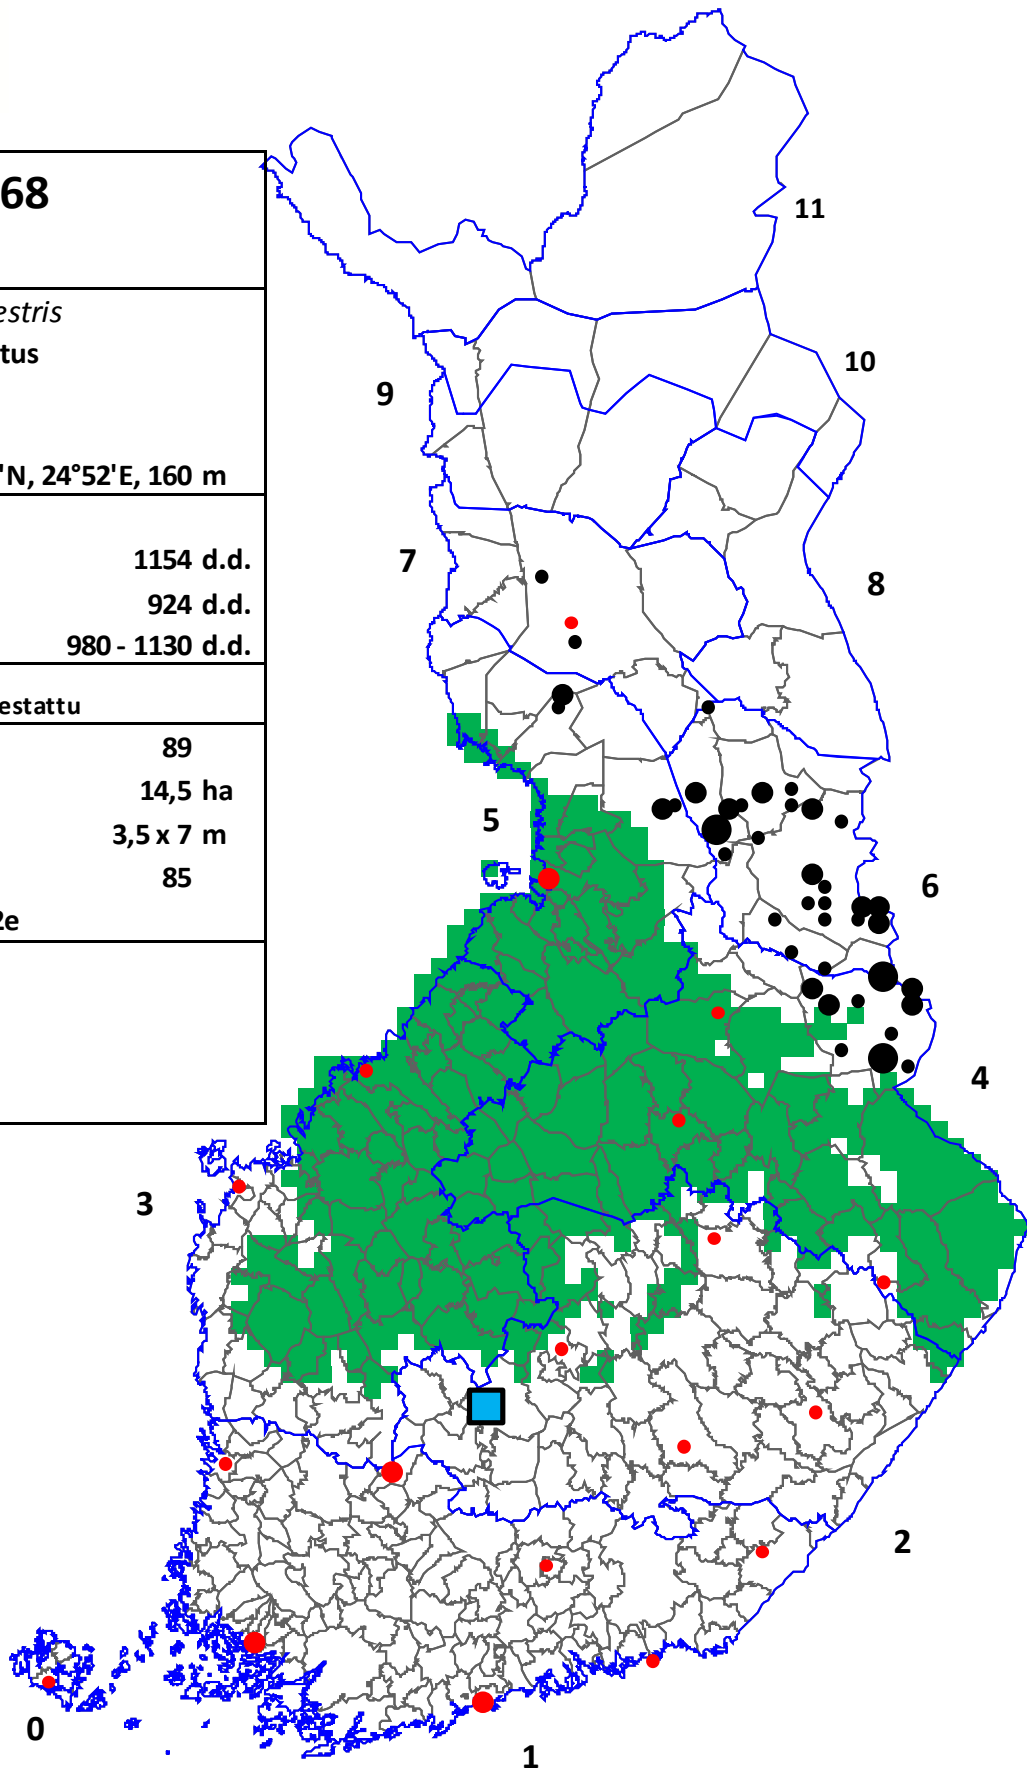 68
estris
tus
'N, 24°52'E, 160 m
1154 d.d.
924 d.d.
980 - 1130 d.d.
estattu
89
14,5 ha
3,5 x 7 m
85
2e
11
10
9
7
8
5
6
4
3
2
0
1